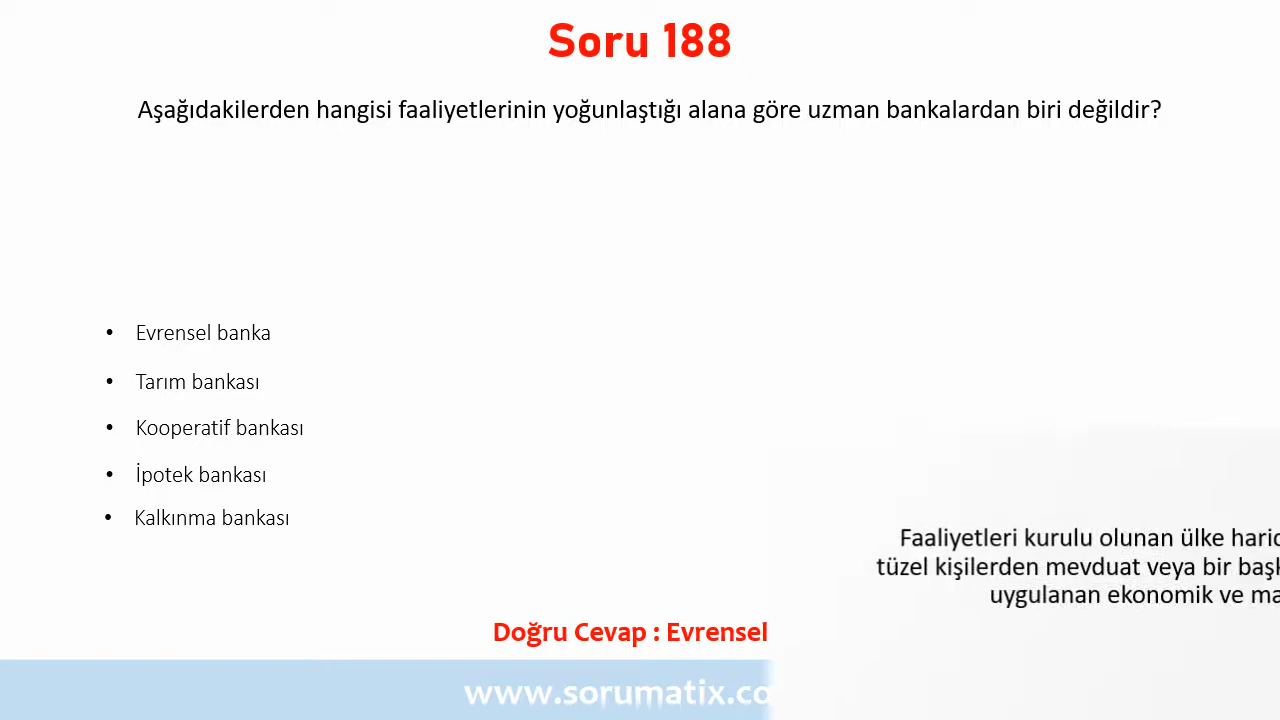 Soru 188
Aşağıdakilerden hangisi faaliyetlerinin yoğunlaştığı alana göre uzman bankalardan biri değildir?
• Evrensel banka
• Tarım bankası
• Kooperatif bankası
• İpotek bankası
• Kalkınma bankası
Faaliyetleri kurulu olunan ülke
tüzel kişilerden mevduat veya bir
uygulanan ekonomik ve
Doğru Cevap : Evrensel